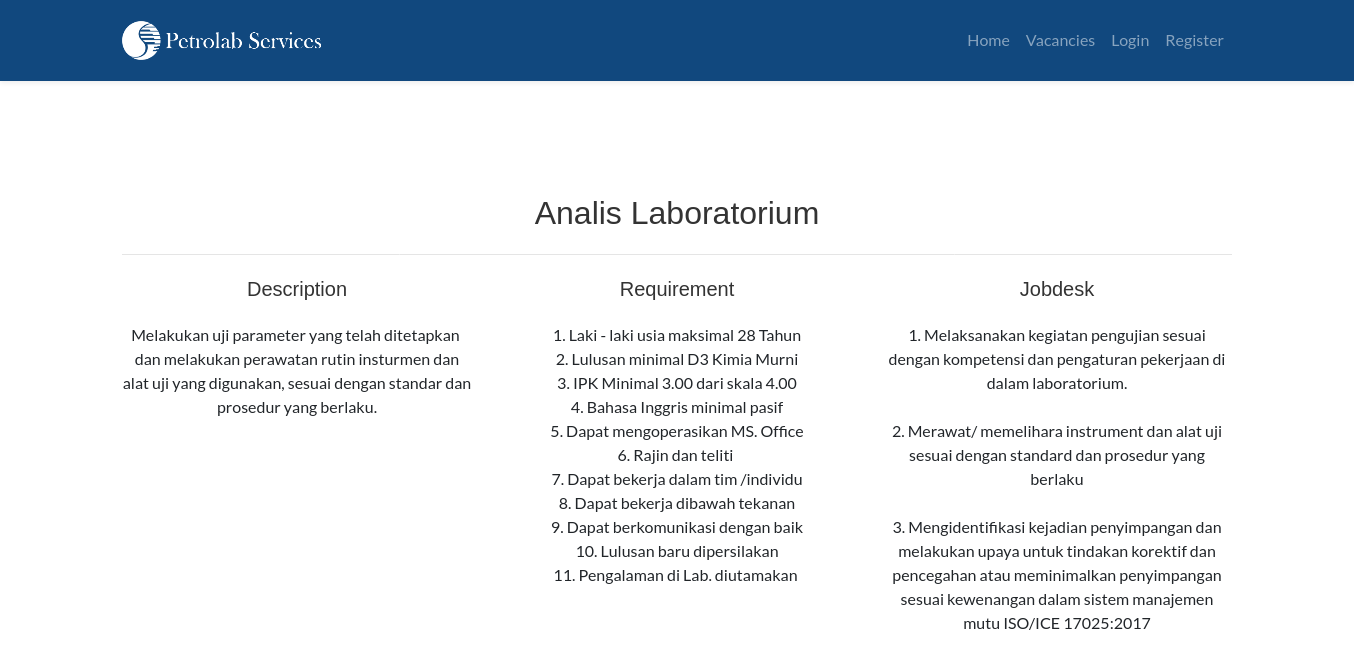 Petrolab Services
Home Vacancies Login Register
Analis Laboratorium
Description
Melakukan uji parameter yang telah ditetapkan
dan melakukan perawatan rutin insturmen dan
alat uji yang digunakan, sesuai dengan standar dan
prosedur yang berlaku.
Requirement
1. Laki - laki usia maksimal 28 Tahun
2. Lulusan minimal D3 Kimia Murni
3. IPK Minimal 3.00 dari skala 4.00
4. Bahasa Inggris minimal pasif
5. Dapat mengoperasikan MS. Office
6. Rajin dan teliti
7. Dapat bekerja dalam tim /individu
8. Dapat bekerja dibawah tekanan
9. Dapat berkomunikasi dengan baik
10. Lulusan baru dipersilakan
11. Pengalaman di Lab. diutamakan
Jobdesk
1. Melaksanakan kegiatan pengujian sesuai
dengan kompetensi dan pengaturan pekerjaan di
dalam laboratorium.
2. Merawat/ memelihara instrument dan alat uji
sesuai dengan standard dan prosedur yang
berlaku
3. Mengidentifikasi kejadian penyimpangan dan
melakukan upaya untuk tindakan korektif dan
pencegahan atau meminimalkan penyimpangan
sesuai kewenangan dalam sistem manajemen
mutu ISO/ICE 17025:2017